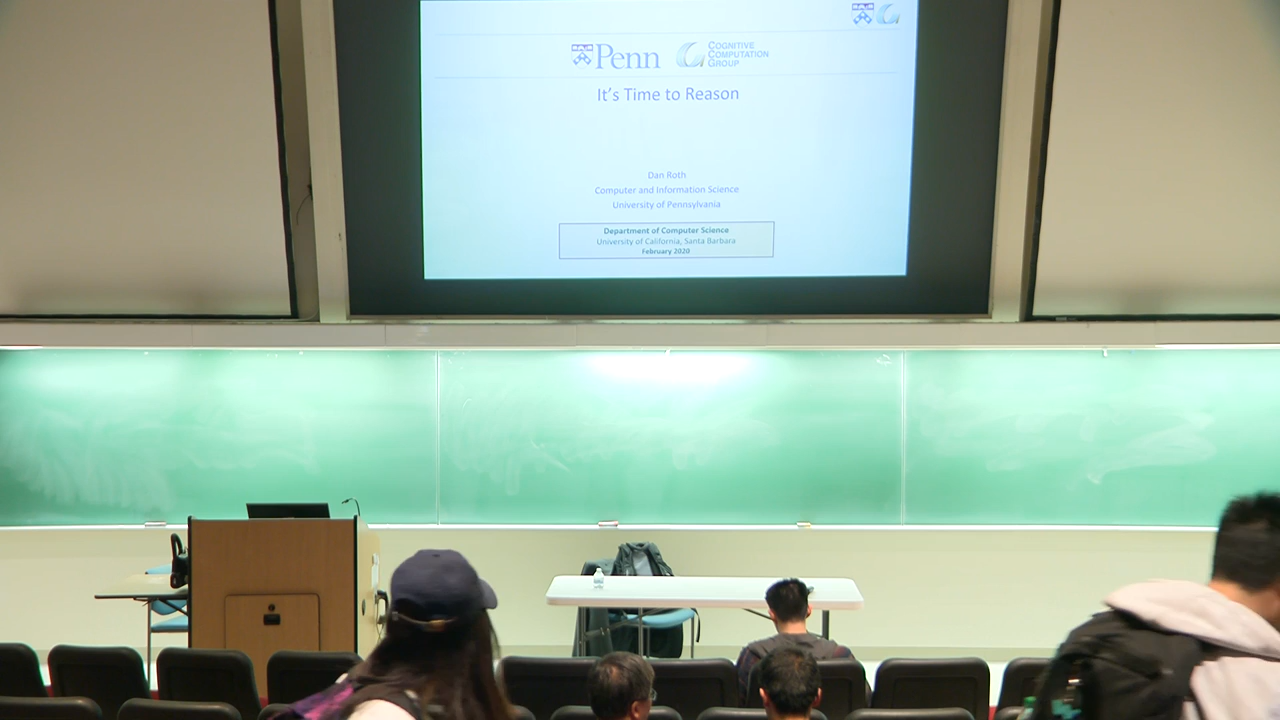 Penn
COGNITIVE
COMPUTATION
GROUP
It's Time to Reason
Dan Roth
Computer and Information Science
University of Pennsylvania
Department of Computer Science
University of California, Santa Barbara
February 2020